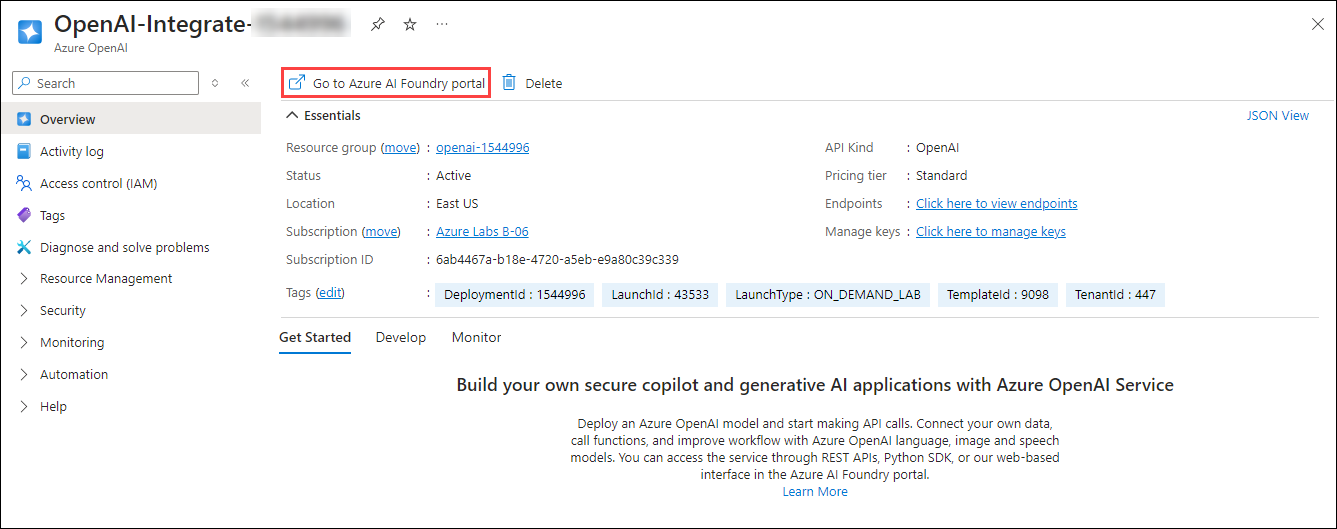 OpenAI-Integrate-
Azure OpenAI
Search
Go to Azure AI Foundry portal
Delete
Overview
Activity log
Access control (IAM)
Tags
Diagnose and solve problems
Resource Management
Security
Monitoring
Automation
Help
Essentials
JSON View
Resource group (move) : openai-1544996
Status : Active
Location : East US
Subscription (move) : Azure Labs B-06
Subscription ID : 6ab4467a-b18e-4720-a5eb-e9a80c39c339
API Kind : OpenAI
Pricing tier : Standard
Endpoints : Click here to view endpoints
Manage keys : Click here to manage keys
Tags (edit) : DeploymentId : 1544996 LaunchId : 43533 LaunchType : ON_DEMAND_LAB TemplateId : 9098 TenantId : 447
Get Started Develop Monitor
Build your own secure copilot and generative AI applications with Azure OpenAI Service
Deploy an Azure OpenAI model and start making API calls. Connect your own data,
call functions, and improve workflow with Azure OpenAI language, image and speech
models. You can access the service through REST APIs, Python SDK, or our web-based
interface in the Azure AI Foundry portal.
Learn More